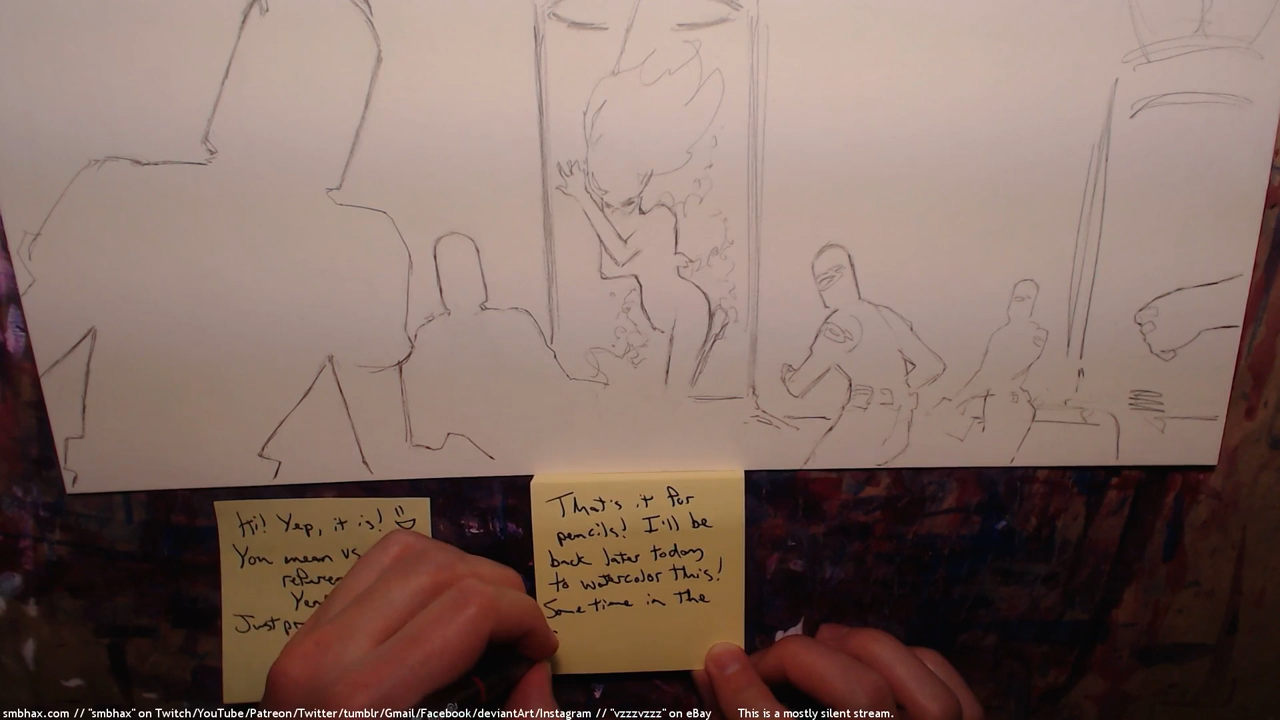 Hi! Yep, it is!
You mean vs
Just
That's it for
pencils! I'll be
back later today
to watercolor this!
Some time in the
smbhax.com // "smbhax" on Twitch/YouTube/Patreon/Twitter/tumblr/Gmail/Facebook/deviantArt/Instagram // "vzzzvzzz" on eBay This is a mostly silent stream.